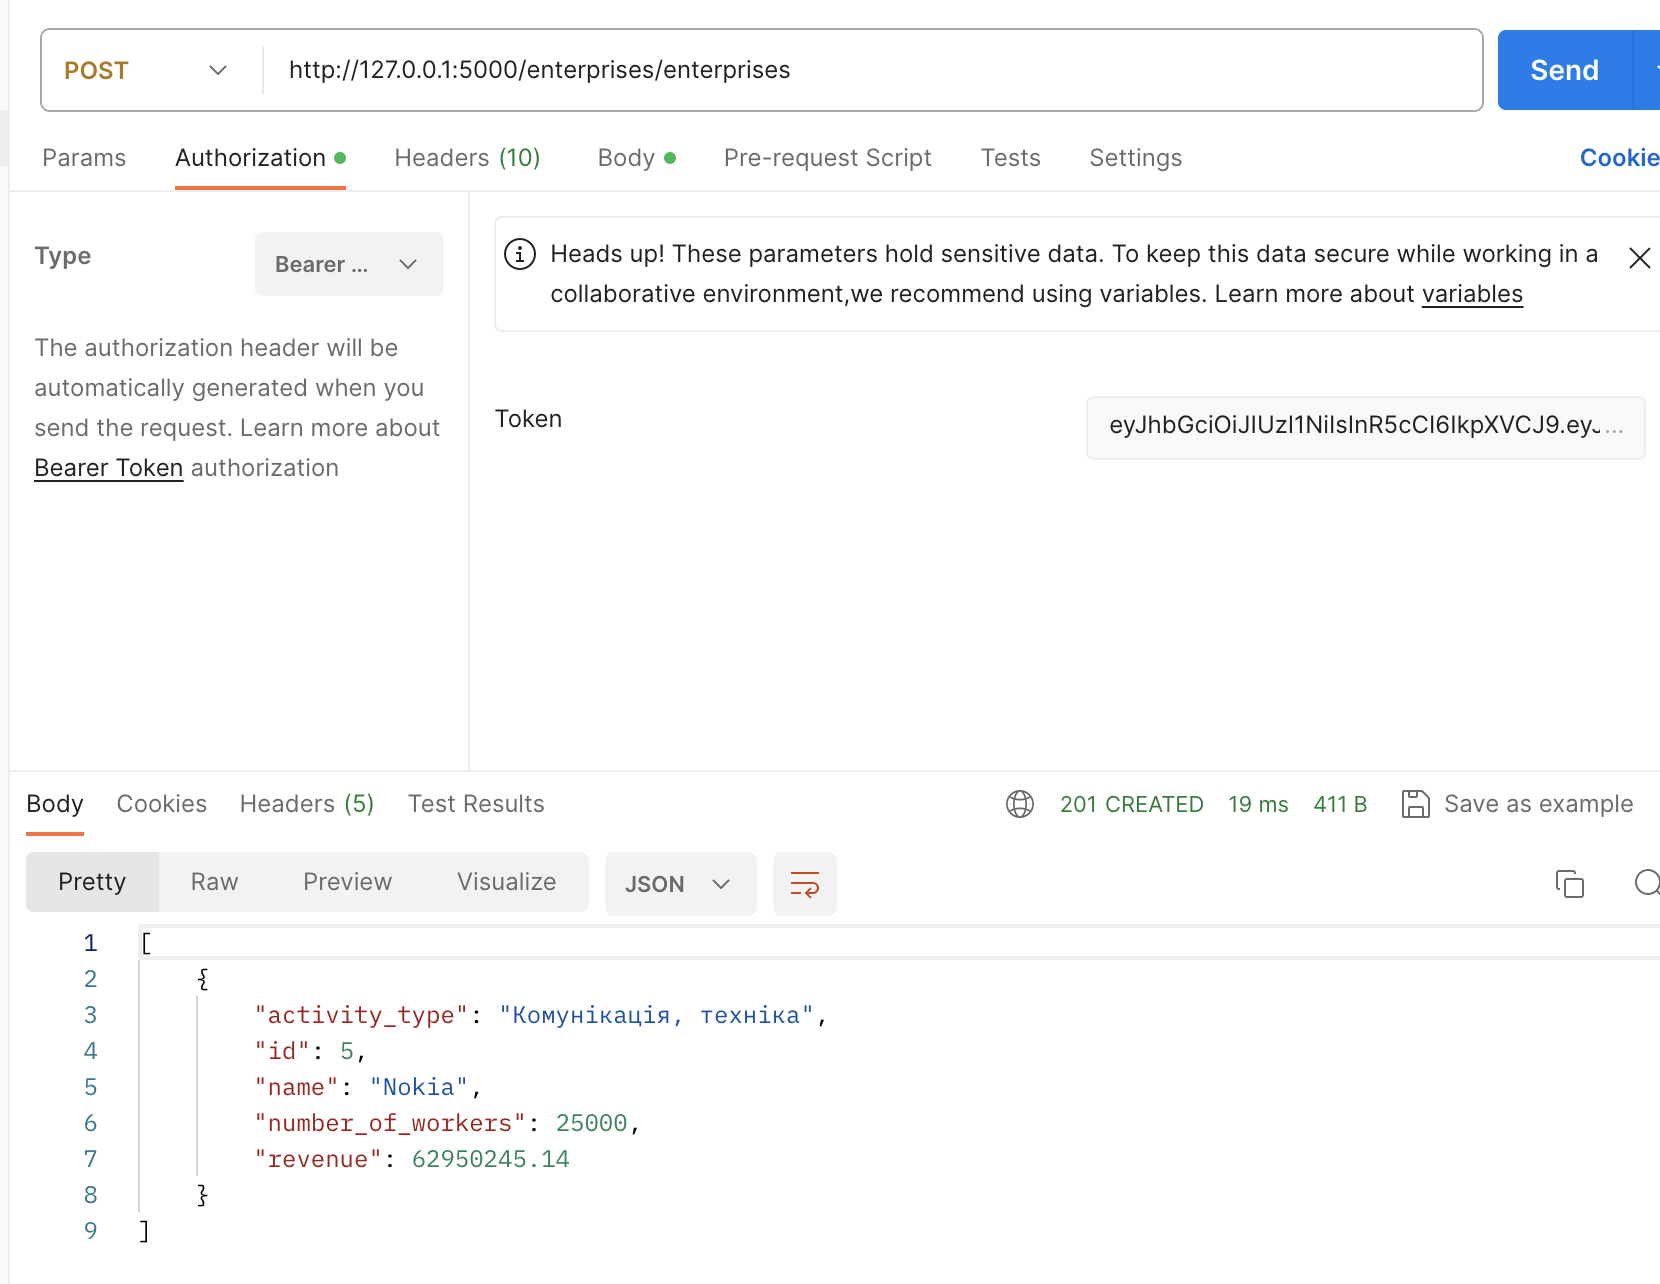 POST http://127.0.0.1:5000/enterprises/enterprises Send
Params Authorization Headers (10) Body Pre-request Script Tests Settings Cookie
Type Bearer ...
The authorization header will be
automatically generated when you
send the request. Learn more about
Bearer Token authorization
Heads up! These parameters hold sensitive data. To keep this data secure while working in a
collaborative environment,we recommend using variables. Learn more about variables
Token eyJhbGciOiJIUzI1NiIsInR5cCI6IkpXVCJ9.eyJ...
Body Cookies Headers (5) Test Results 201 CREATED 19 ms 411 B Save as example
Pretty Raw Preview Visualize JSON
1 [
2 {
3 "activity_type": "Комунікація, техніка",
4 "id": 5,
5 "name": "Nokia",
6 "number_of_workers": 25000,
7 "revenue": 62950245.14
8 }
9 ]